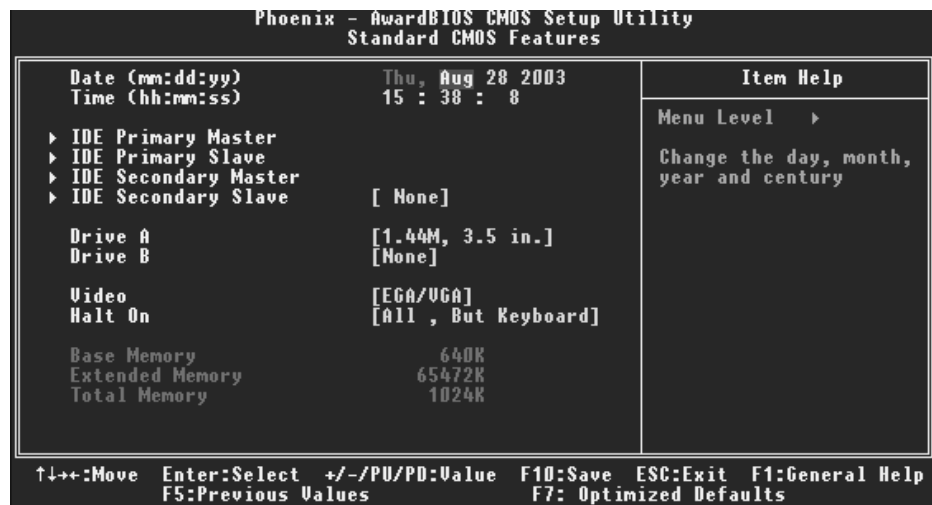 Phoenix - AwardBIOS CMOS Setup Utility
Standard CMOS Features
Date (mm:dd:yy) Thu, Aug 28 2003
Time (hh:mm:ss) 15 : 38 : 8
IDE Primary Master
IDE Primary Slave
IDE Secondary Master
IDE Secondary Slave [ None]
Drive A [1.44M, 3.5 in.]
Drive B [None]
Video [EGA/VGA]
Halt On [All , But Keyboard]
Base Memory 640K
Extended Memory 65472K
Total Memory 1024K
Item Help
Menu Level
Change the day, month,
year and century
↑↓→←:Move Enter:Select +/-/PU/PD:Value F10:Save ESC:Exit F1:General Help
F5:Previous Values F7: Optimized Defaults